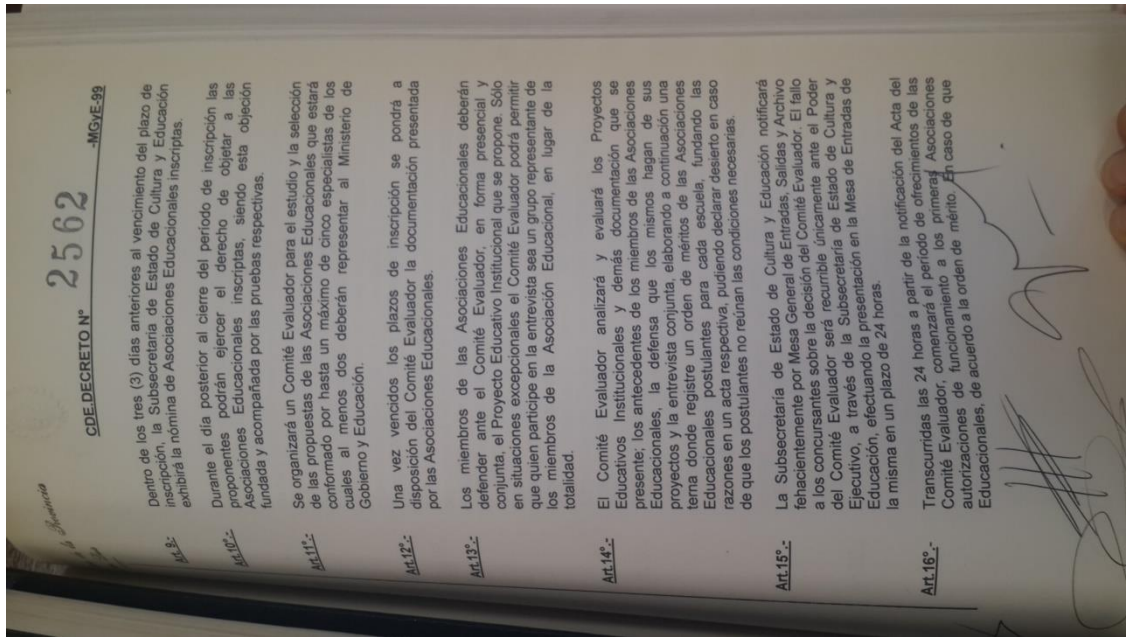 a la Provincia
CDE.DECRETO Nº 2562 -MGyE-99
Art. 9:- Dentro de los tres (3) días anteriores al vencimiento del plazo de
inscripción, la Subsecretaría de Estado de Cultura y Educación
exhibirá la nómina de Asociaciones Educacionales inscriptas.
Art.10º.- Durante el día posterior al cierre del período de inscripción las
proponentes podrán ejercer el derecho de objetar a las
Asociaciones Educacionales inscriptas, siendo esta objeción
fundada y acompañada por las pruebas respectivas.
Art.11º.- Se organizará un Comité Evaluador para el estudio y la selección
de las propuestas de las Asociaciones Educacionales que estará
conformado por hasta un máximo de cinco especialistas de los
cuales al menos dos deberán representar al Ministerio de
Gobierno y Educación.
Art.12º.- Una vez vencidos los plazos de inscripción se pondrá a
disposición del Comité Evaluador la documentación presentada
por las Asociaciones Educacionales.
Art.13º.- Los miembros de las Asociaciones Educacionales deberán
defender ante el Comité Evaluador, en forma presencial y
conjunta, el Proyecto Educativo Institucional que se propone. Sólo
en situaciones excepcionales el Comité Evaluador podrá permitir
que quien participe en la entrevista sea un grupo representante de
los miembros de la Asociación Educacional, en lugar de la
totalidad.
Art.14º.- El Comité Evaluador analizará y evaluará los Proyectos
Educativos Institucionales y demás documentación que se
presente; los antecedentes de los miembros de las Asociaciones
Educacionales, la defensa que los mismos hagan de sus
proyectos y la entrevista conjunta, elaborando a continuación una
terna donde registre un orden de méritos de las Asociaciones
Educacionales postulantes para cada escuela, fundando las
razones en un acta respectiva, pudiendo declarar desierto en caso
de que los postulantes no reúnan las condiciones necesarias.
Art.15º.- La Subsecretaría de Estado de Cultura y Educación notificará
fehacientemente por Mesa General de Entradas, Salidas y Archivo
a los concursantes sobre la decisión del Comité Evaluador. El fallo
del Comité Evaluador será recurrible únicamente ante el Poder
Ejecutivo, a través de la Subsecretaría de Estado de Cultura y
Educación, efectuando la presentación en la Mesa de Entradas de
la misma en un plazo de 24 horas.
Art.16º.- Transcurridas las 24 horas a partir de la notificación del Acta del
Comité Evaluador, comenzará el período de ofrecimientos de las
autorizaciones de funcionamiento a los primeras Asociaciones
Educacionales, de acuerdo a la orden de mérito. En caso de que